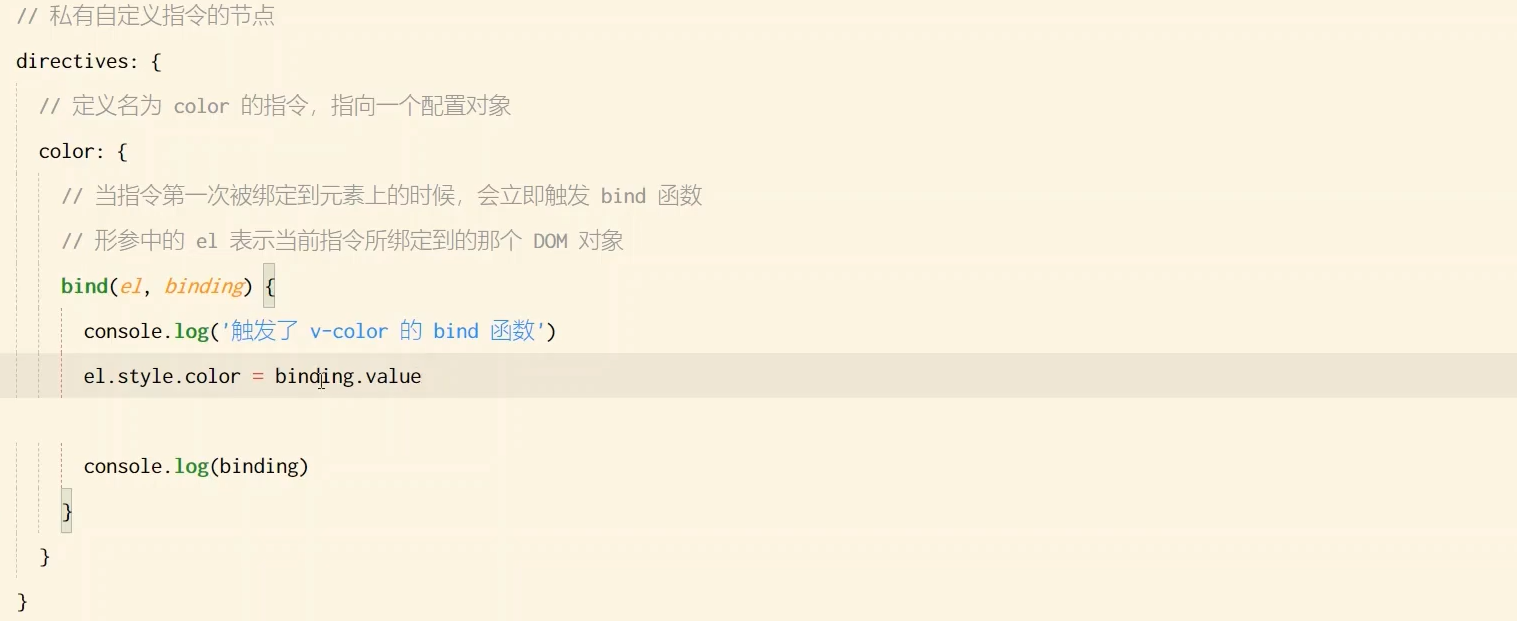 // 私有自定义指令的节点
directives: {
// 定义名为 color 的指令，指向一个配置对象
color: {
// 当指令第一次被绑定到元素上的时候，会立即触发 bind 函数
// 形参中的 el 表示当前指令所绑定到的那个 DOM 对象
bind(el, binding) {
console.log('触发了 v-color 的 bind 函数')
el.style.color = binding.value
console.log(binding)
}
}
}